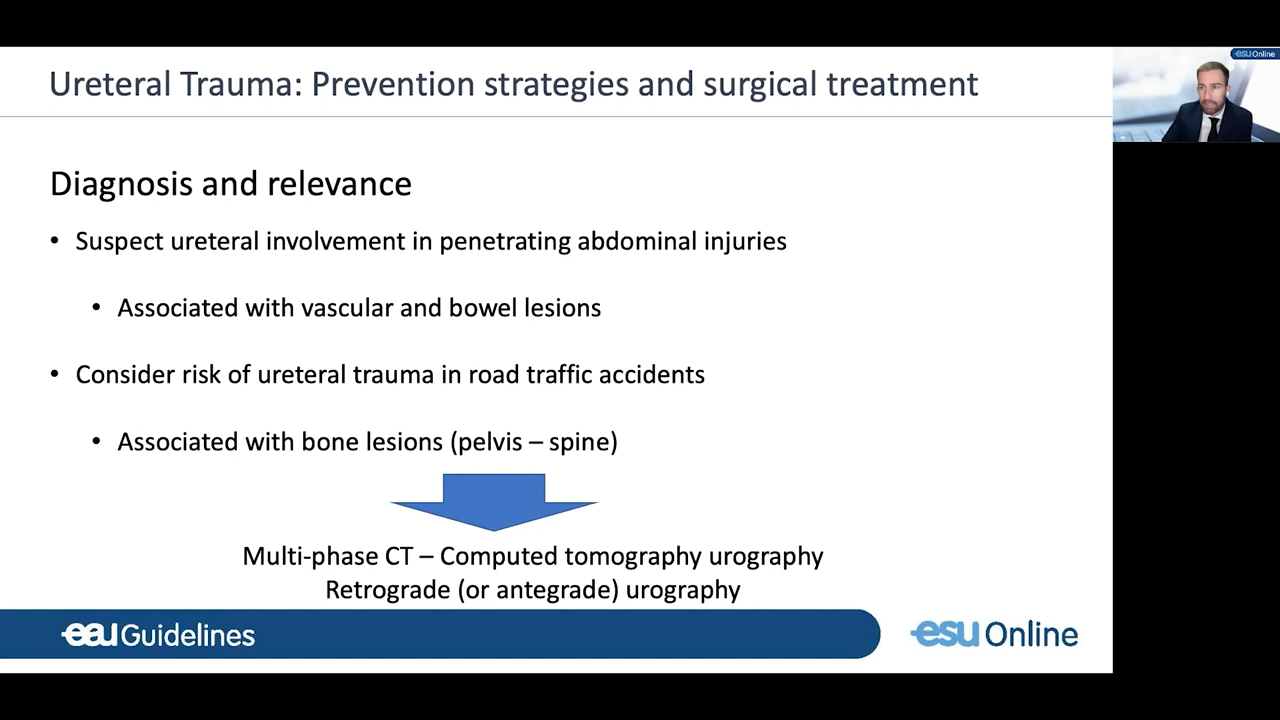 Ureteral Trauma: Prevention strategies and surgical treatment
esu Online
Diagnosis and relevance
• Suspect ureteral involvement in penetrating abdominal injuries
• Associated with vascular and bowel lesions
• Consider risk of ureteral trauma in road traffic accidents
• Associated with bone lesions (pelvis – spine)
Multi-phase CT – Computed tomography urography
Retrograde (or antegrade) urography
eau Guidelines
esu Online